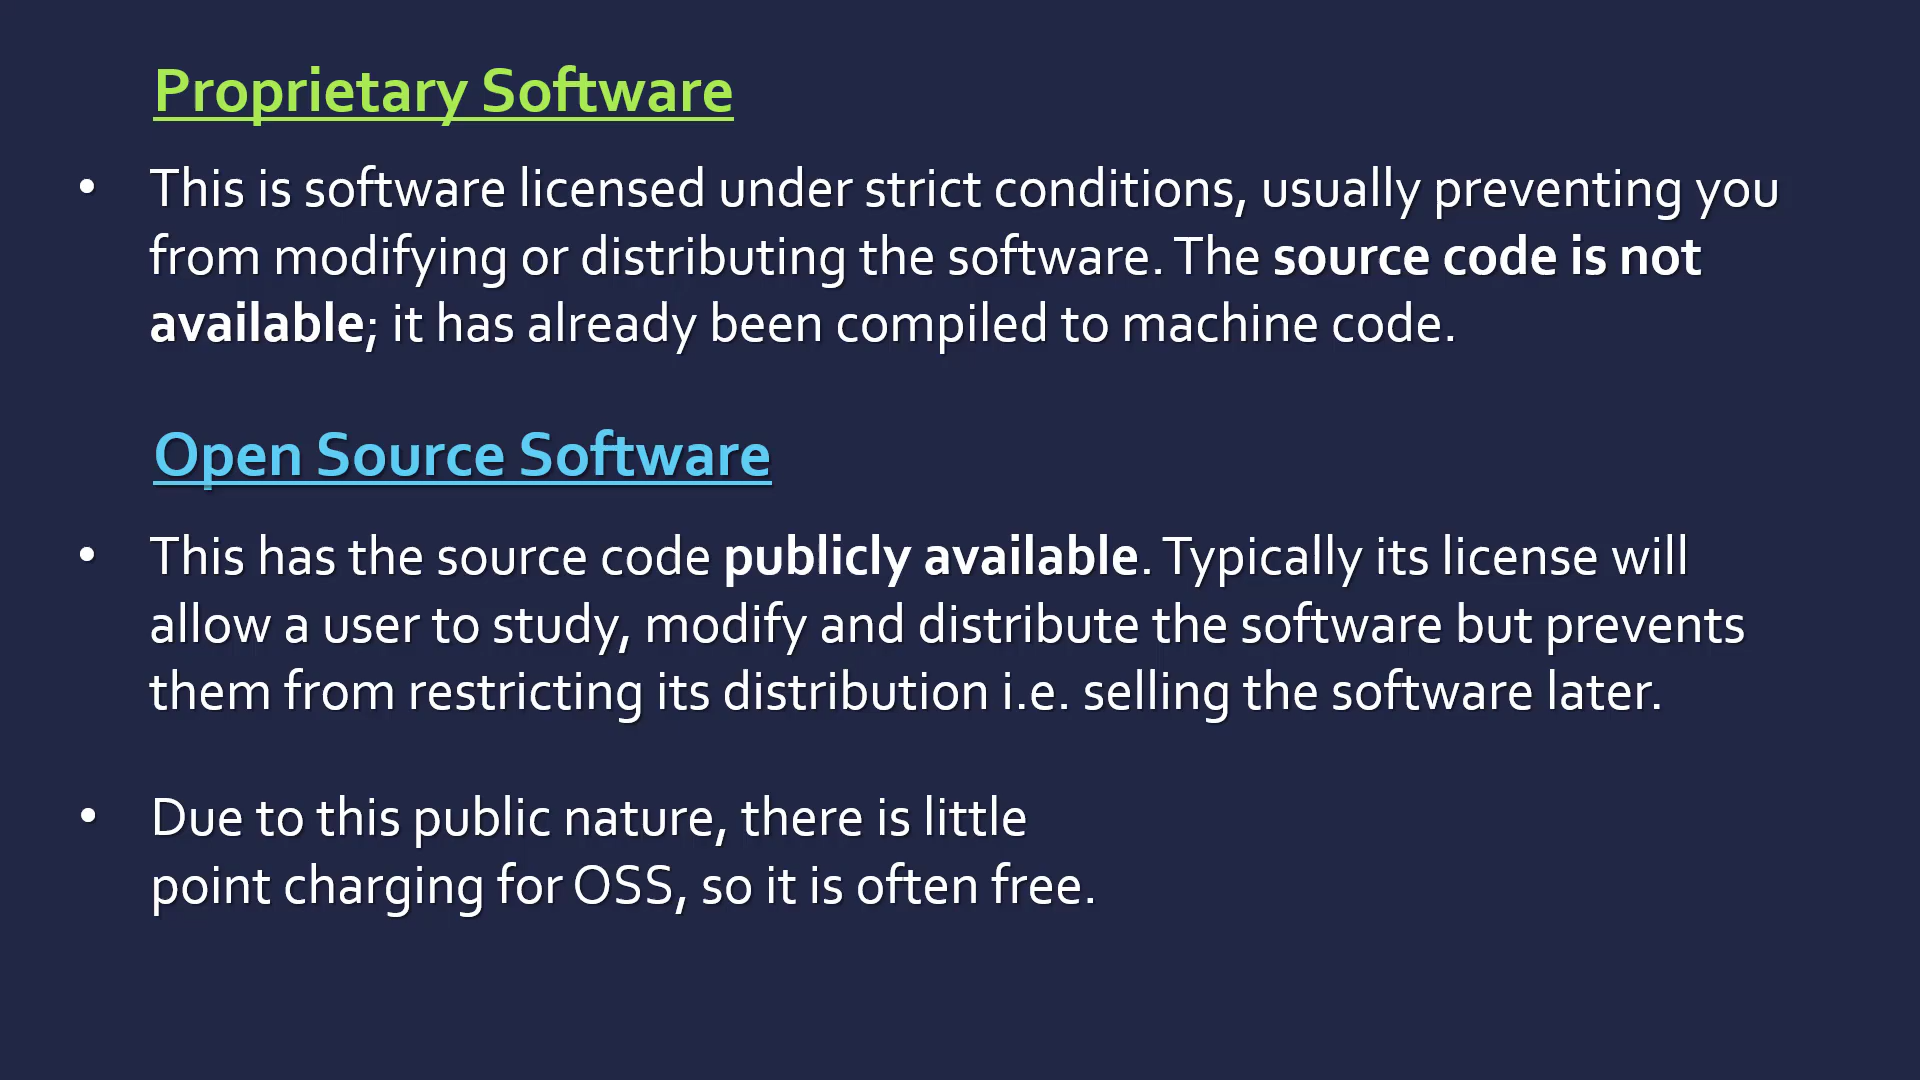 Proprietary Software
• This is software licensed under strict conditions, usually preventing you
from modifying or distributing the software. The source code is not
available; it has already been compiled to machine code.
Open Source Software
• This has the source code publicly available. Typically its license will
allow a user to study, modify and distribute the software but prevents
them from restricting its distribution i.e. selling the software later.
• Due to this public nature, there is little
point charging for OSS, so it is often free.